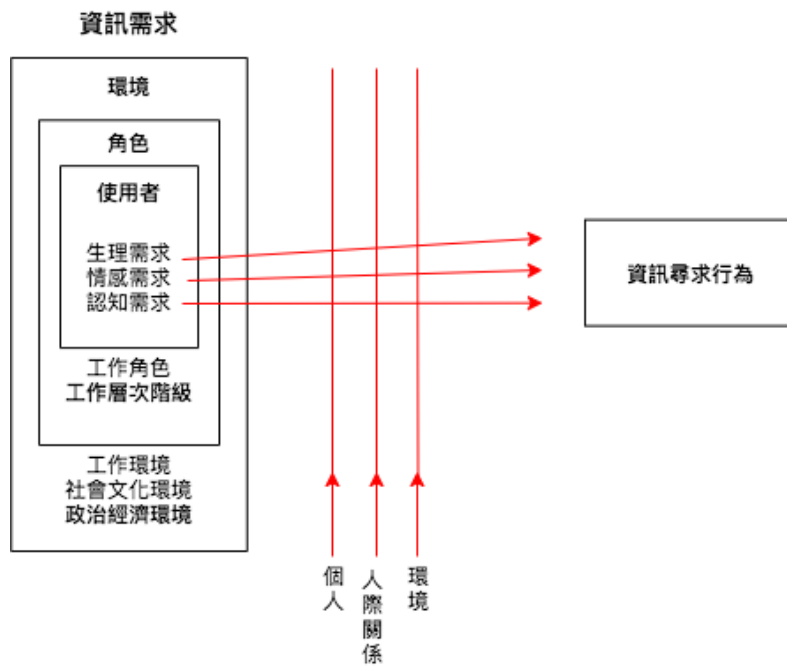 資訊需求
環境
角色
使用者
生理需求
情感需求
認知需求
工作角色
工作層次階級
工作環境
社會文化環境
政治經濟環境
個人
人際關係
環境
資訊尋求行為